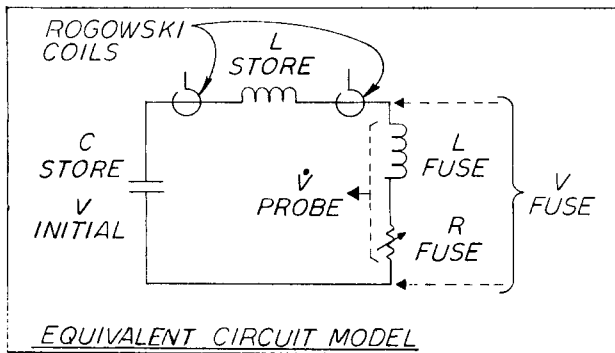 ROGOWSKI
COILS
L
STORE
C
STORE
V
INITIAL
V̇
PROBE
L
FUSE
R
FUSE
V
FUSE
EQUIVALENT CIRCUIT MODEL